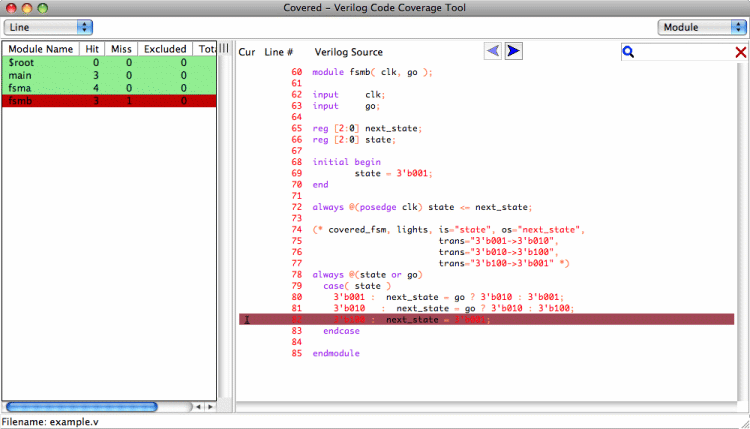 Covered - Verilog Code Coverage Tool
Line
Module
Module Name Hit Miss Excluded Tot
$root 0 0 0
main 3 0 0
fsma 4 0 0
fsmb 3 1 0
Cur Line # Verilog Source
60 module fsmb( clk, go );
61
62 input clk;
63 input go;
64
65 reg [2:0] next_state;
66 reg [2:0] state;
67
68 initial begin
69 state = 3'b001;
70 end
71
72 always @(posedge clk) state <= next_state;
73
74 (* covered_fsm, lights, is="state", os="next_state",
75 trans="3'b001->3'b010",
76 trans="3'b010->3'b100",
77 trans="3'b100->3'b001" *)
78 always @(state or go)
79 case( state )
80 3'b001 : next_state = go ? 3'b010 : 3'b001;
81 3'b010 : next_state = go ? 3'b010 : 3'b100;
I 82 3'b100 : next_state = 3'b001;
83 endcase
84
85 endmodule
Filename: example.v